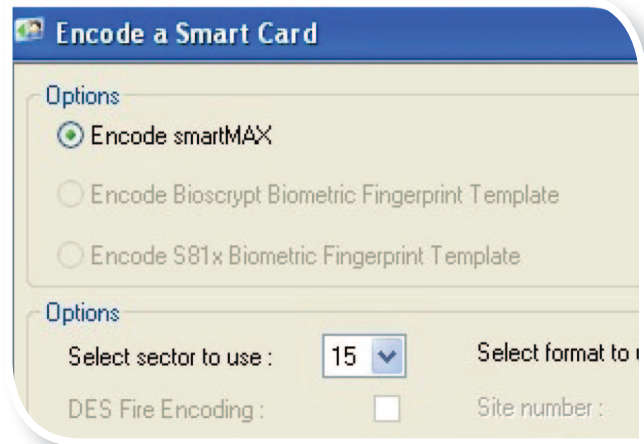 Encode a Smart Card
Options
Encode smartMAX
Encode Bioscrypt Biometric Fingerprint Template
Encode S81x Biometric Fingerprint Template
Options
Select sector to use : 15 Select format to
DES Fire Encoding : Site number :